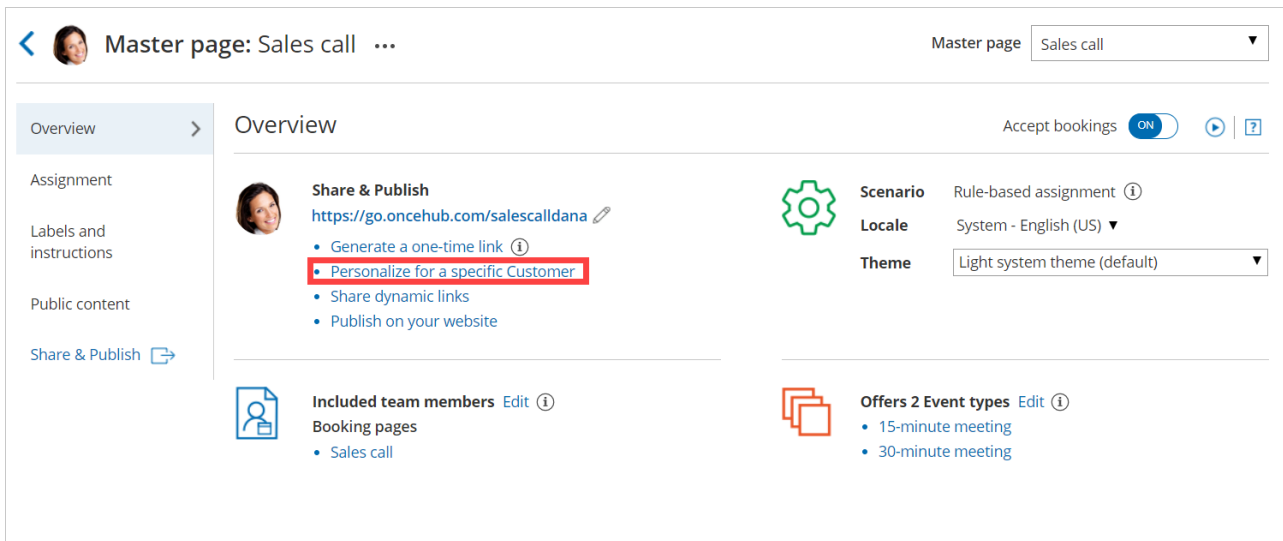 Master page: Sales call ...
Master page Sales call
Overview
Assignment
Labels and
instructions
Public content
Share & Publish
Overview
Accept bookings ON
Share & Publish
https://go.oncehub.com/salescalldana
• Generate a one-time link
• Personalize for a specific Customer
• Share dynamic links
• Publish on your website
Scenario Rule-based assignment
Locale System - English (US)
Theme Light system theme (default)
Included team members Edit
Booking pages
• Sales call
Offers 2 Event types Edit
• 15-minute meeting
• 30-minute meeting